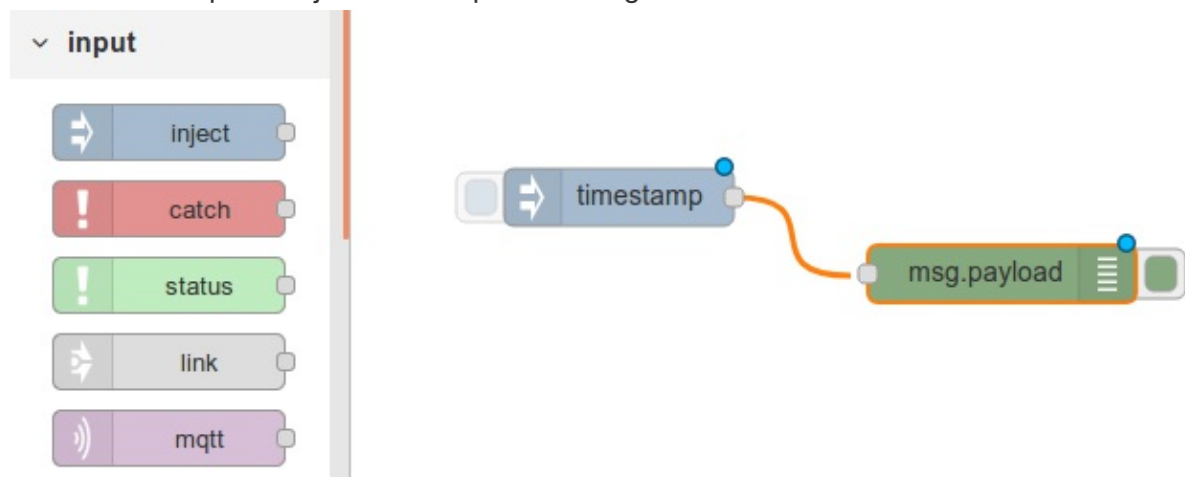 input
inject
catch
status
link
mqtt
timestamp
msg.payload